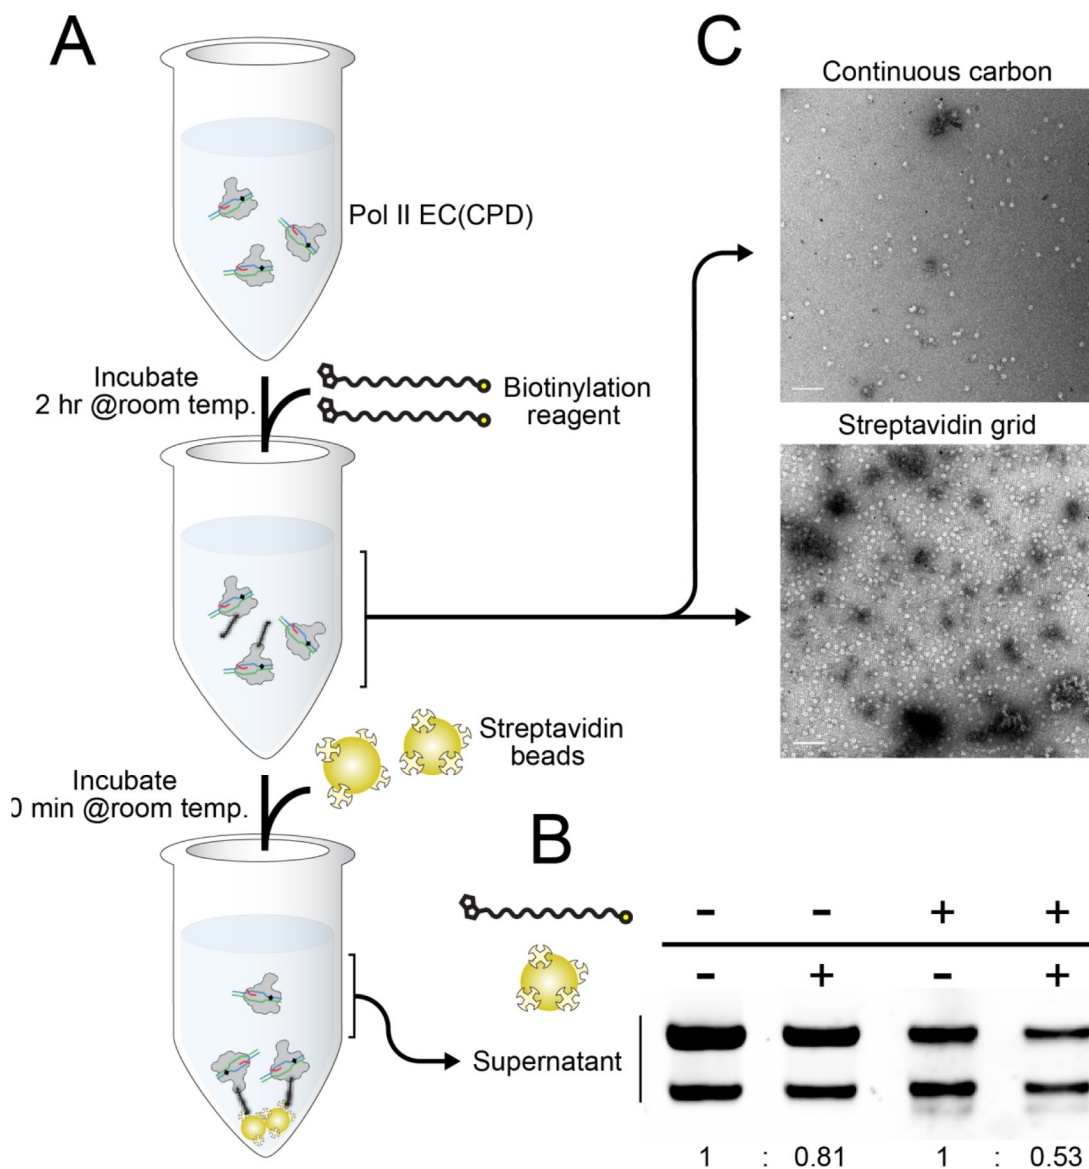 A
C
Continuous carbon
Pol II EC(CPD)
Incubate
2 hr @room temp.
Biotinylation
reagent
Streptavidin grid
Streptavidin
beads
Incubate
0 min @room temp.
B
- - + +
- + - +
Supernatant
1 : 0.81 1 : 0.53